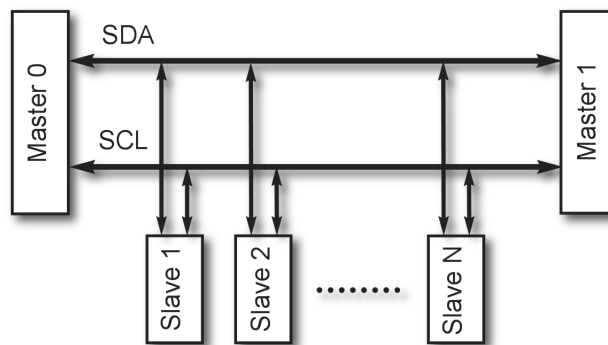 SDA
Master 0
Master 1
SCL
Slave 1
Slave 2
Slave N